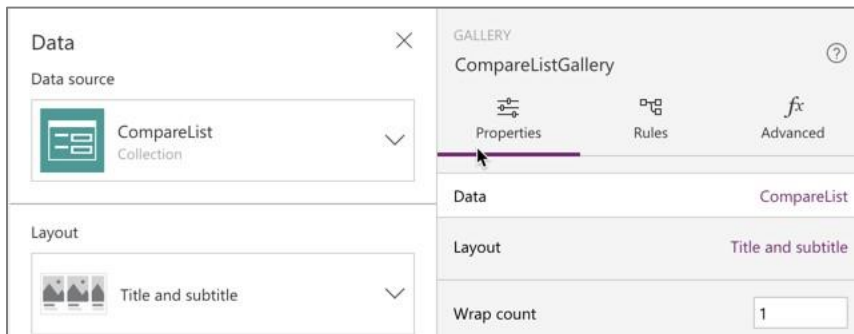 Data
Data source
CompareList
Collection
Layout
Title and subtitle
GALLERY
CompareListGallery
?
Properties
Rules
fx
Advanced
Data
CompareList
Layout
Title and subtitle
Wrap count
1